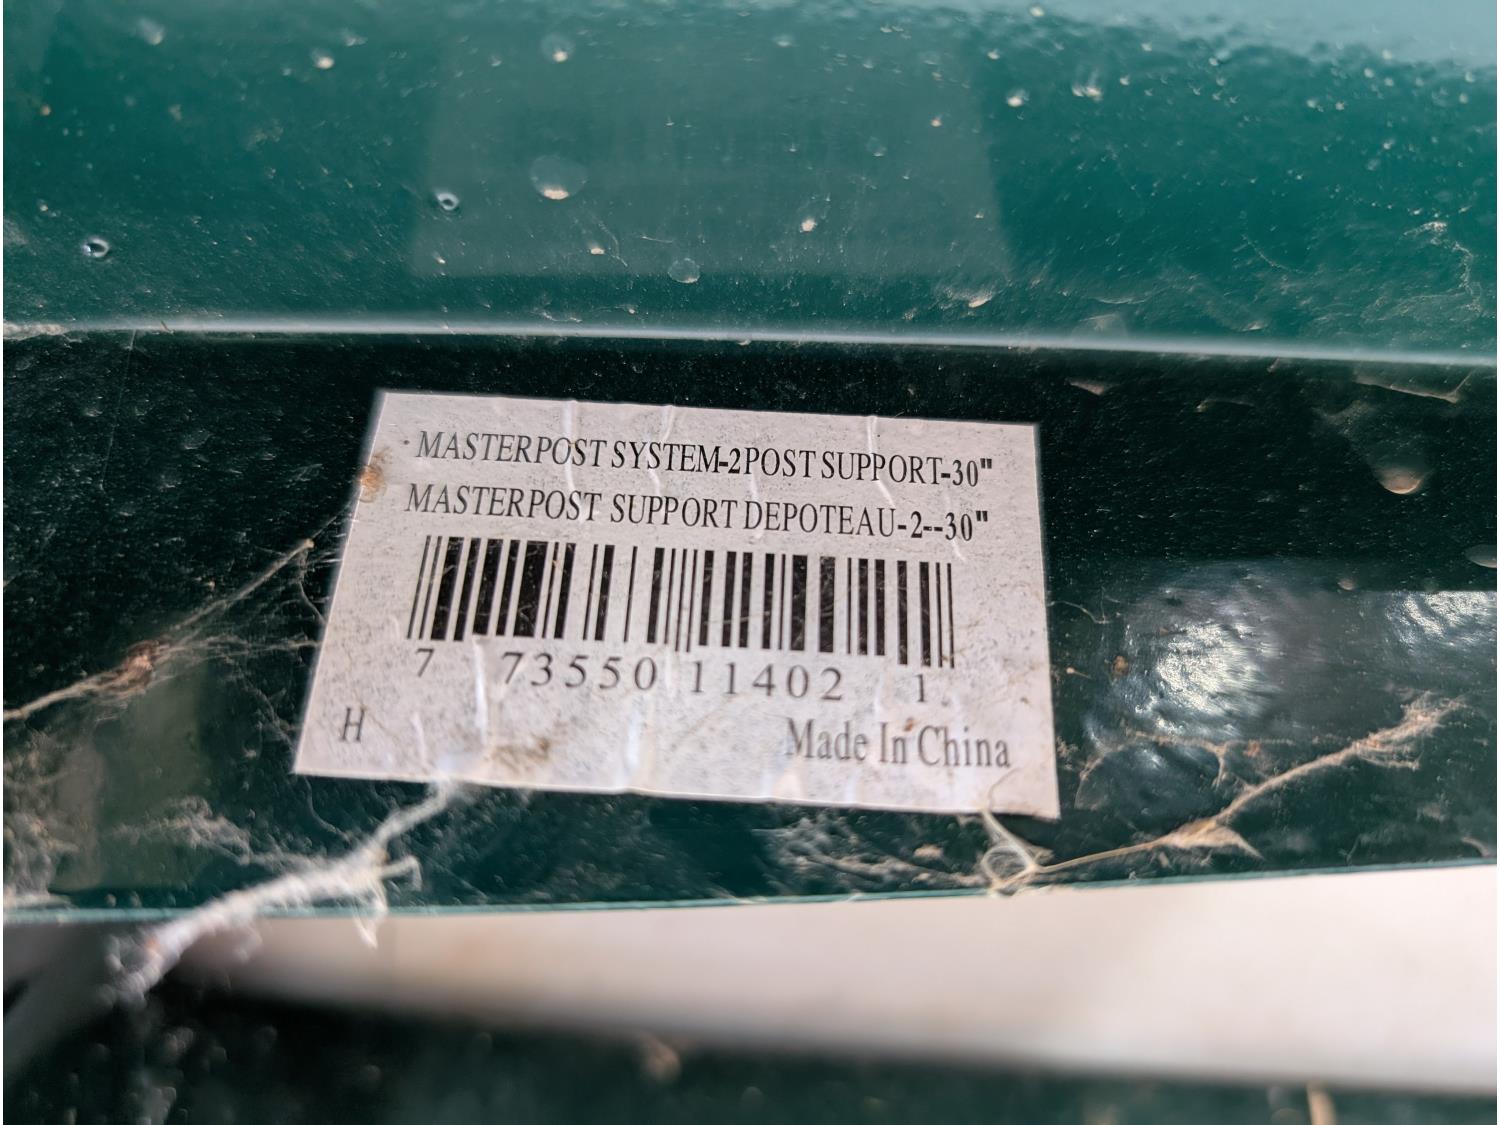 MASTERPOST SYSTEM-2POST SUPPORT-30"
MASTERPOST SUPPORT DEPOTEAU-2--30"
7 73550 11402 1
H
Made In China